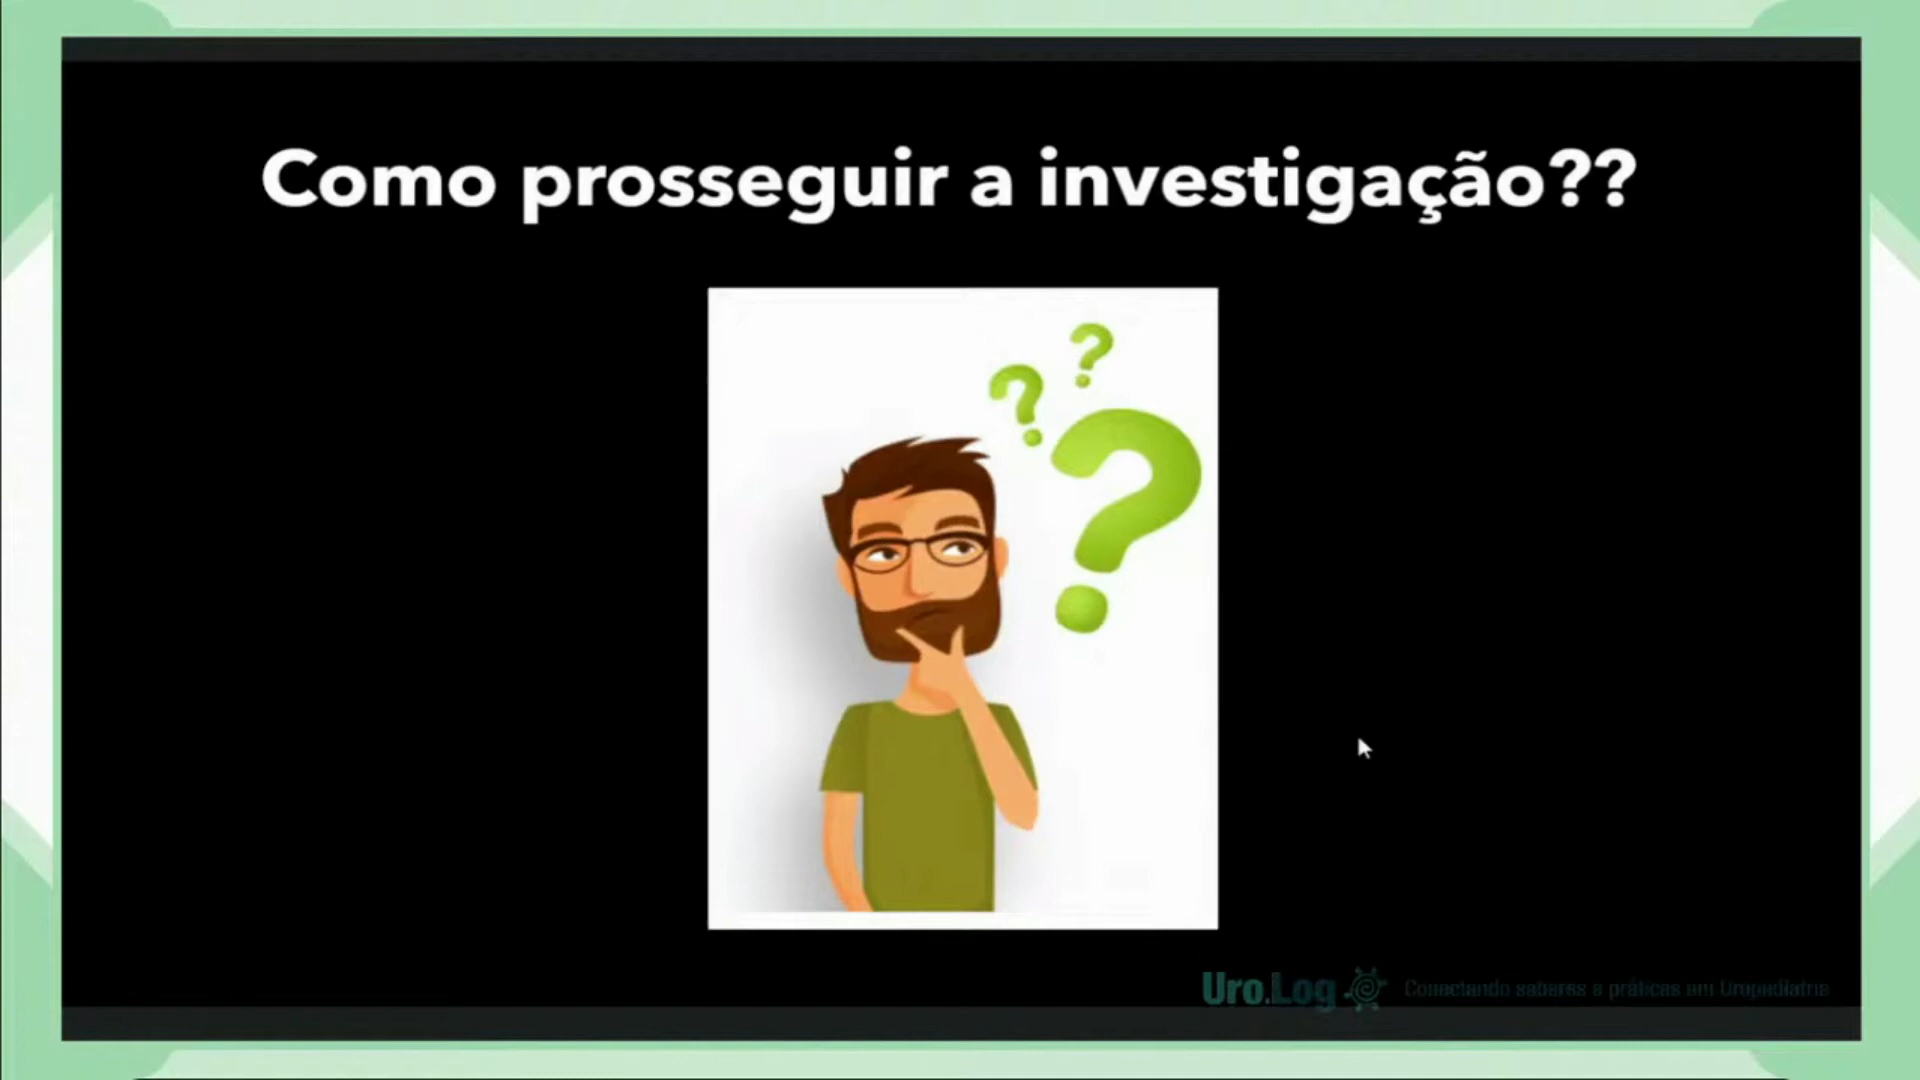 Como prosseguir a investigação??
Uro.Log Conectando saberes e práticas em Uropediatria